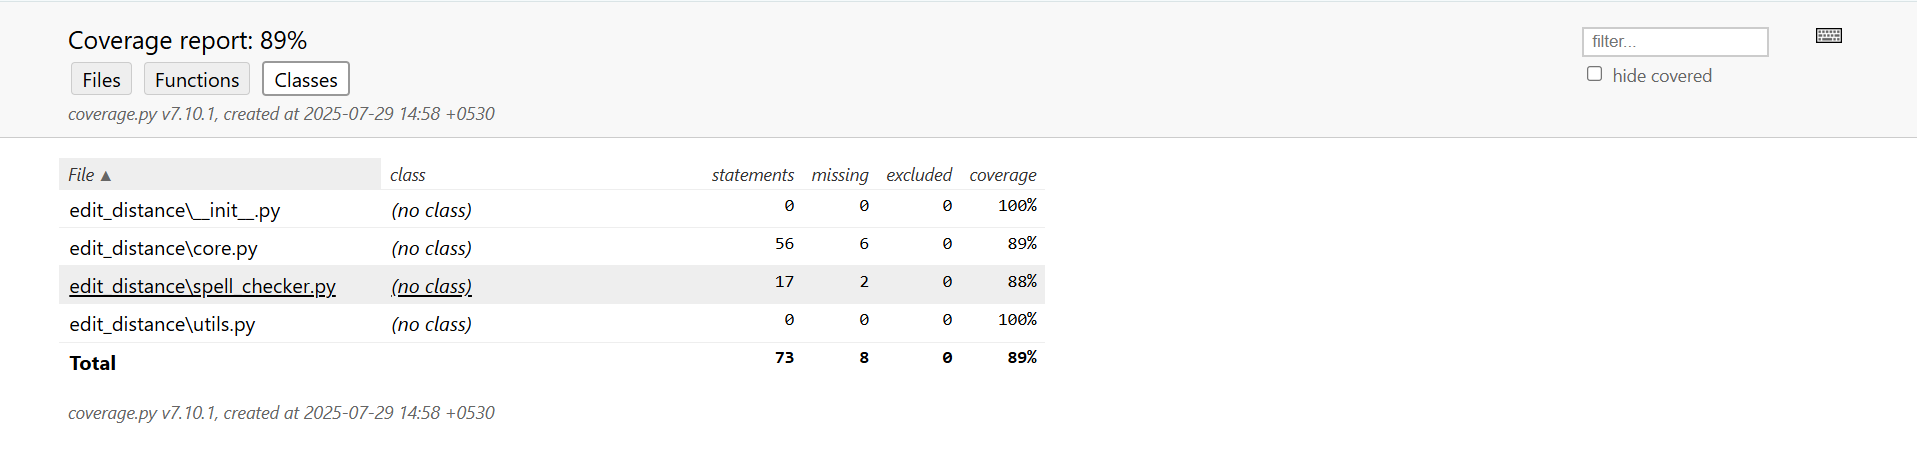 Coverage report: 89%
filter...
Files Functions Classes
hide covered
coverage.py v7.10.1, created at 2025-07-29 14:58 +0530
File ▲ class statements missing excluded coverage
edit_distance\__init__.py (no class) 0 0 0 100%
edit_distance\core.py (no class) 56 6 0 89%
edit_distance\spell_checker.py (no class) 17 2 0 88%
edit_distance\utils.py (no class) 0 0 0 100%
Total 73 8 0 89%
coverage.py v7.10.1, created at 2025-07-29 14:58 +0530